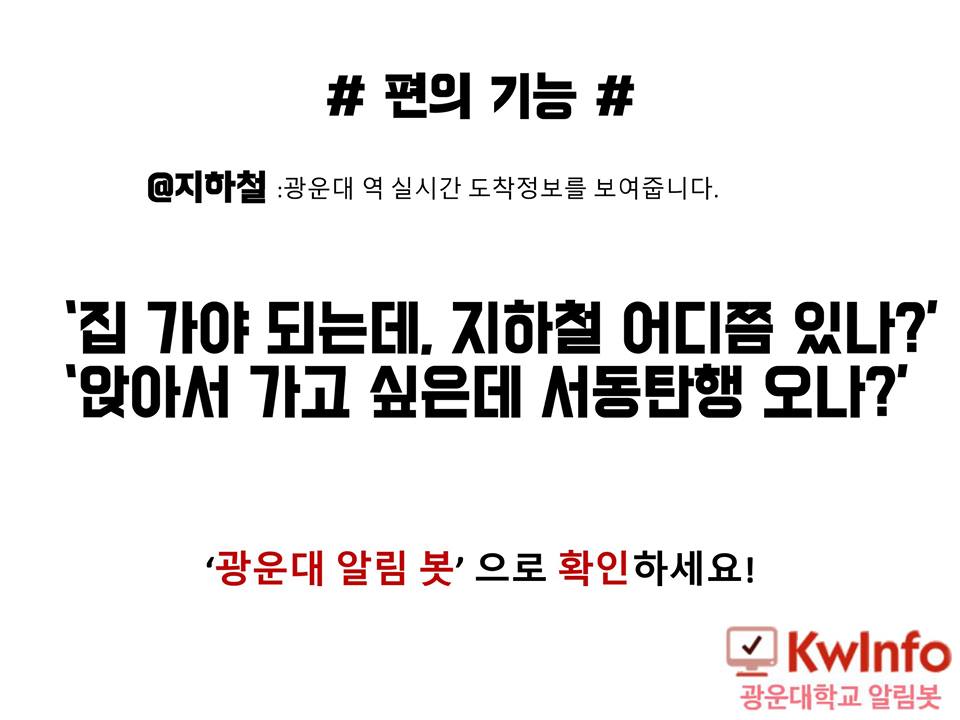 # 편의 기능 #
@지하철 :광운대 역 실시간 도착정보를 보여줍니다.
‘집 가야 되는데, 지하철 어디쯤 있나?’
‘앉아서 가고 싶은데 서동탄행 오나?’
‘광운대 알림 봇’ 으로 확인하세요!
KwInfo
광운대학교 알림봇